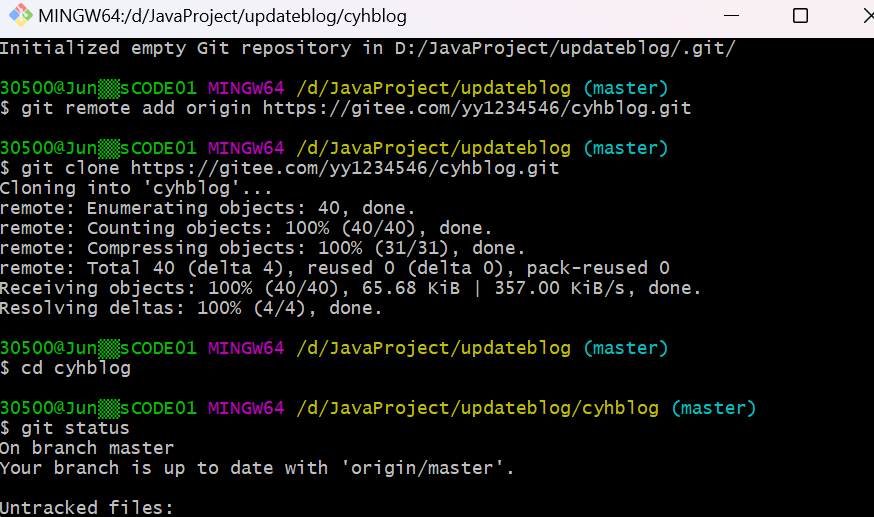 MINGW64:/d/JavaProject/updateblog/cyhblog
Initialized empty Git repository in D:/JavaProject/updateblog/.git/
30500@Jun▒▒sCODE01 MINGW64 /d/JavaProject/updateblog (master)
$ git remote add origin https://gitee.com/yy1234546/cyhblog.git
30500@Jun▒▒sCODE01 MINGW64 /d/JavaProject/updateblog (master)
$ git clone https://gitee.com/yy1234546/cyhblog.git
Cloning into 'cyhblog'...
remote: Enumerating objects: 40, done.
remote: Counting objects: 100% (40/40), done.
remote: Compressing objects: 100% (31/31), done.
remote: Total 40 (delta 4), reused 0 (delta 0), pack-reused 0
Receiving objects: 100% (40/40), 65.68 KiB | 357.00 KiB/s, done.
Resolving deltas: 100% (4/4), done.
30500@Jun▒▒sCODE01 MINGW64 /d/JavaProject/updateblog (master)
$ cd cyhblog
30500@Jun▒▒sCODE01 MINGW64 /d/JavaProject/updateblog/cyhblog (master)
$ git status
On branch master
Your branch is up to date with 'origin/master'.
Untracked files: